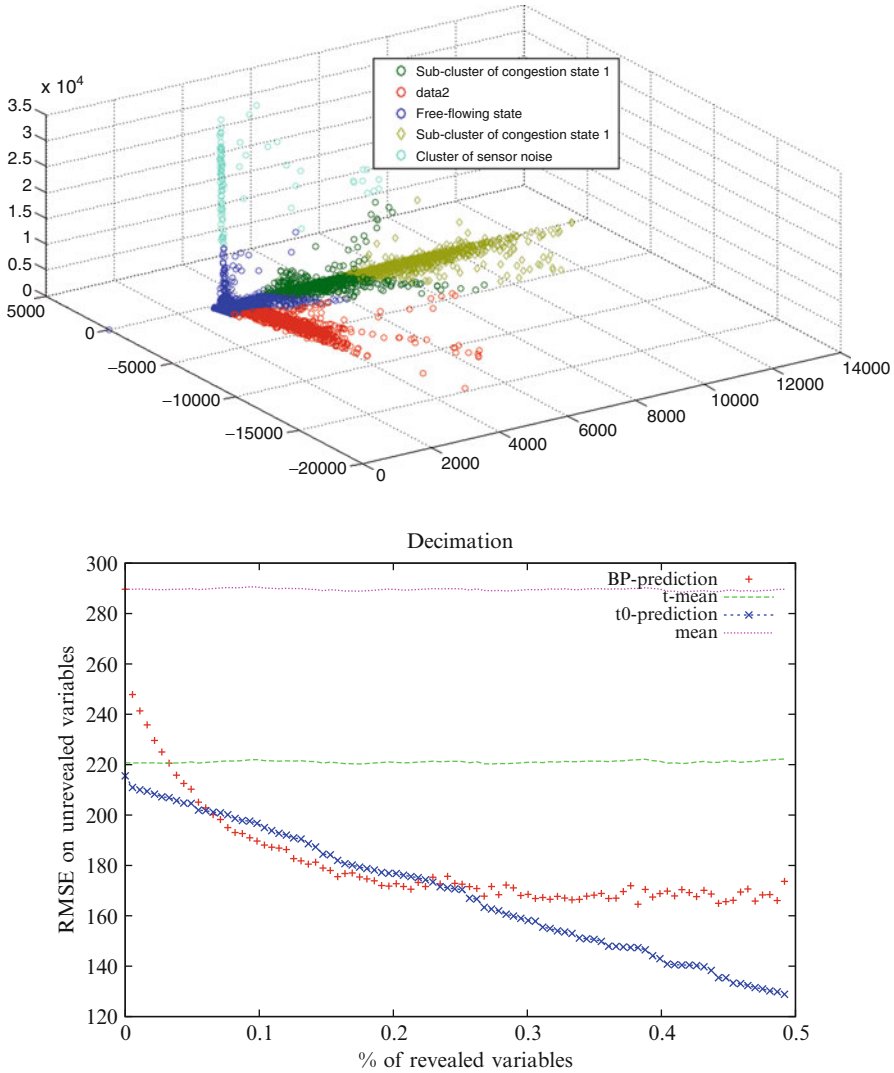 x 10⁴
3.5
3
2.5
2
1.5
1
0.5
0
5000
0
−5000
−10000
−15000
−20000
0
2000
4000
6000
8000
10000
12000
14000
Sub-cluster of congestion state 1
data2
Free-flowing state
Sub-cluster of congestion state 1
Cluster of sensor noise
Decimation
RMSE on unrevealed variables
300
280
260
240
220
200
180
160
140
120
BP-prediction
t-mean
t0-prediction
mean
0
0.1
0.2
0.3
0.4
0.5
% of revealed variables